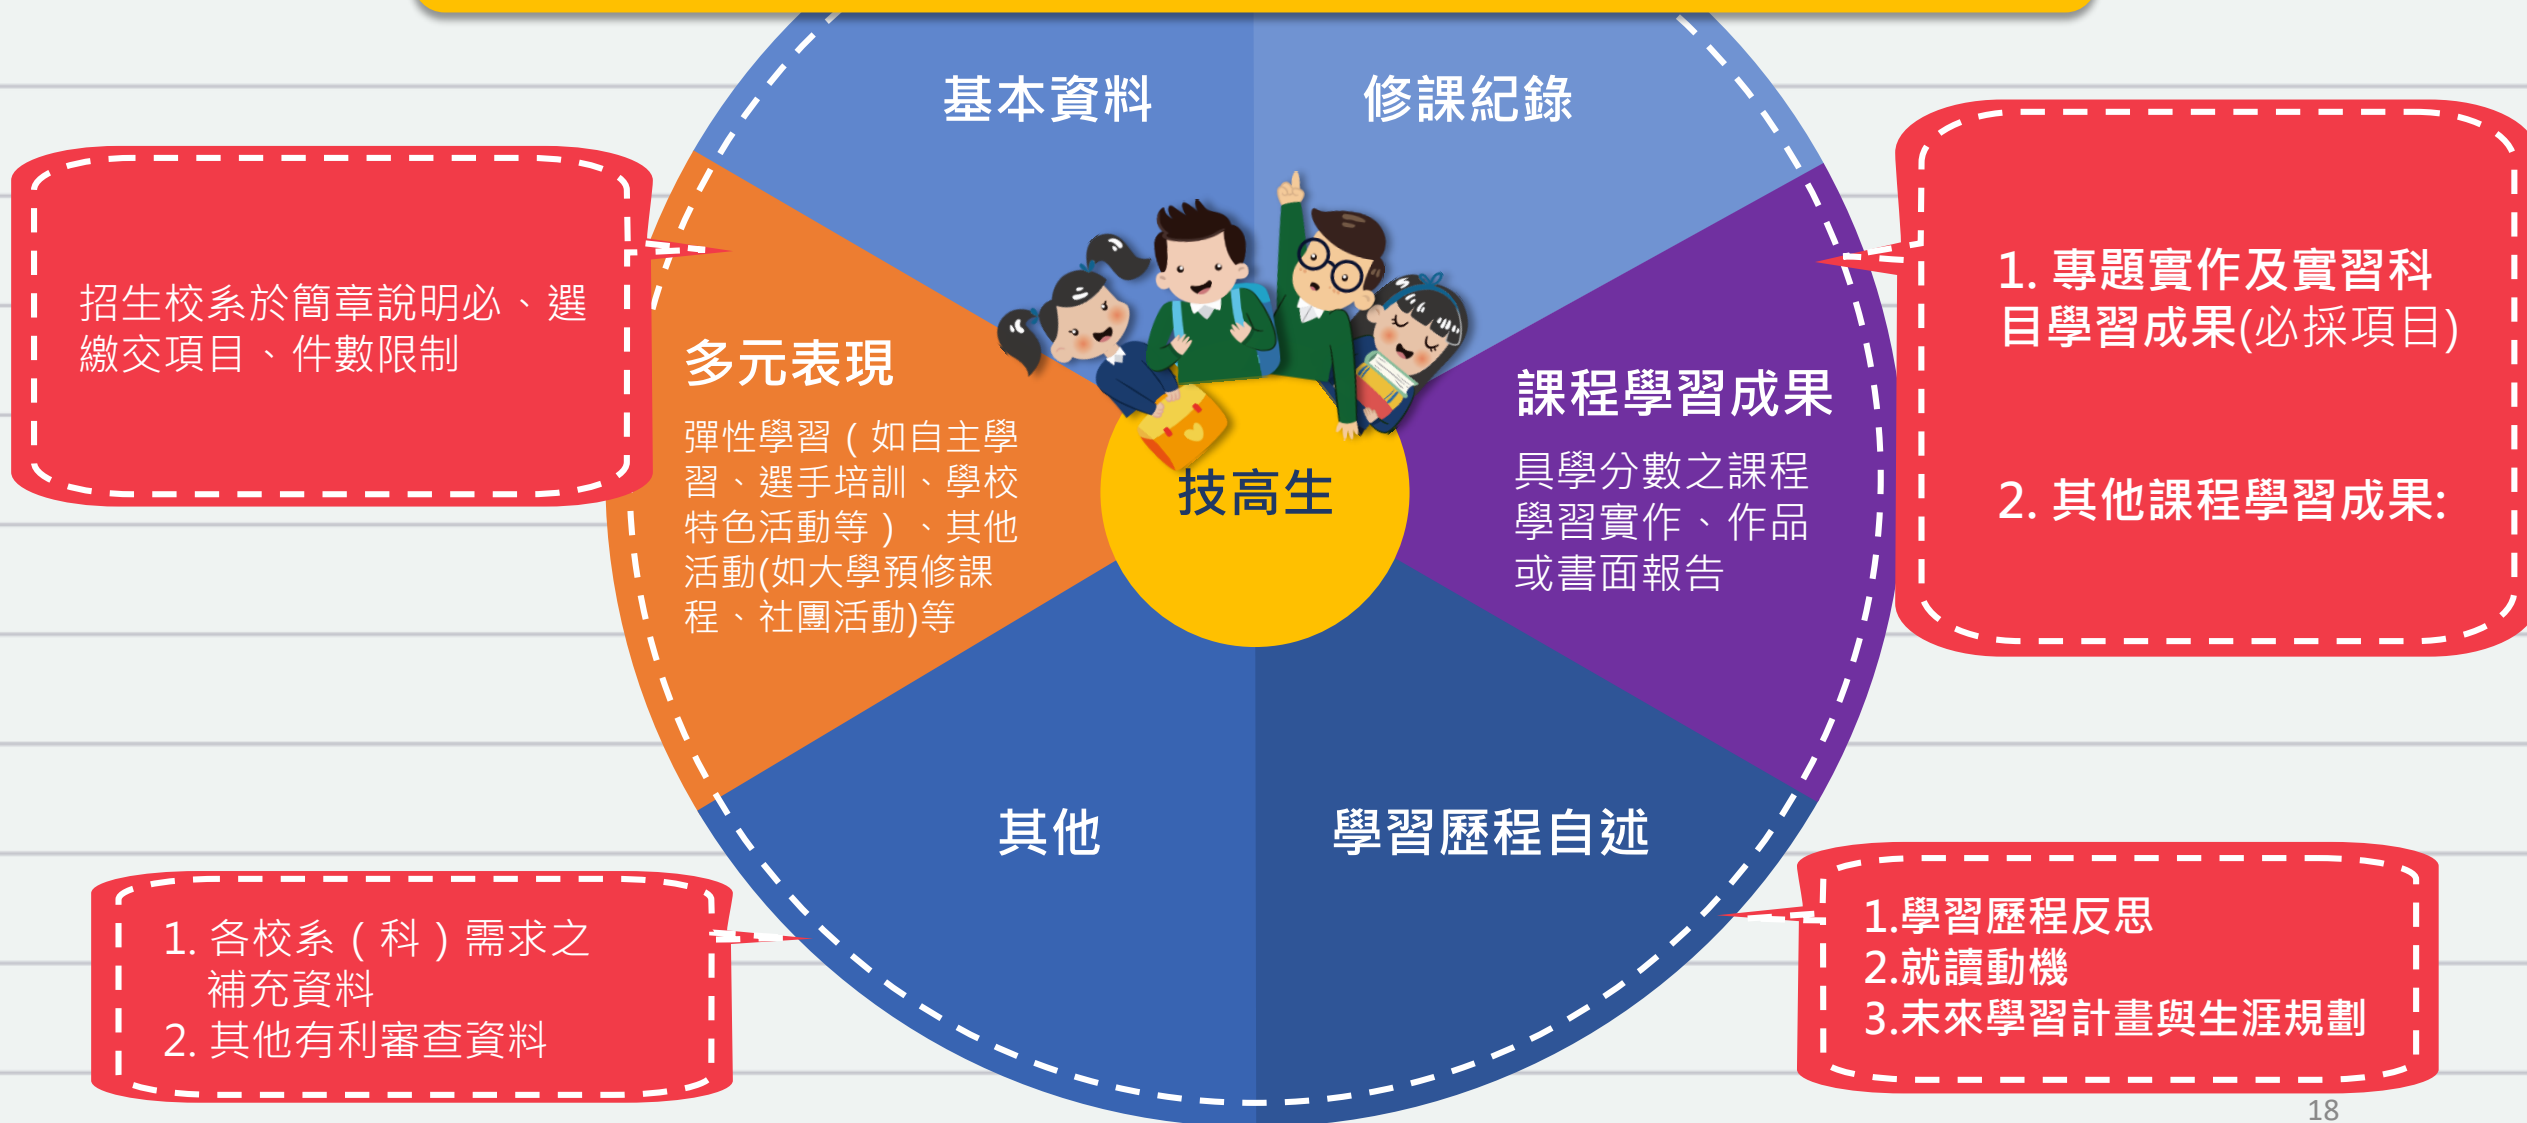 基本資料
修課紀錄
招生校系於簡章說明必、選
繳交項目、件數限制
多元表現
彈性學習（如自主學
習、選手培訓、學校
特色活動等）、其他
活動(如大學預修課
程、社團活動)等
技高生
課程學習成果
具學分數之課程
學習實作、作品
或書面報告
1. 專題實作及實習科
目學習成果(必採項目)
2. 其他課程學習成果:
其他
學習歷程自述
1. 各校系（科）需求之
補充資料
2. 其他有利審查資料
1.學習歷程反思
2.就讀動機
3.未來學習計畫與生涯規劃
18